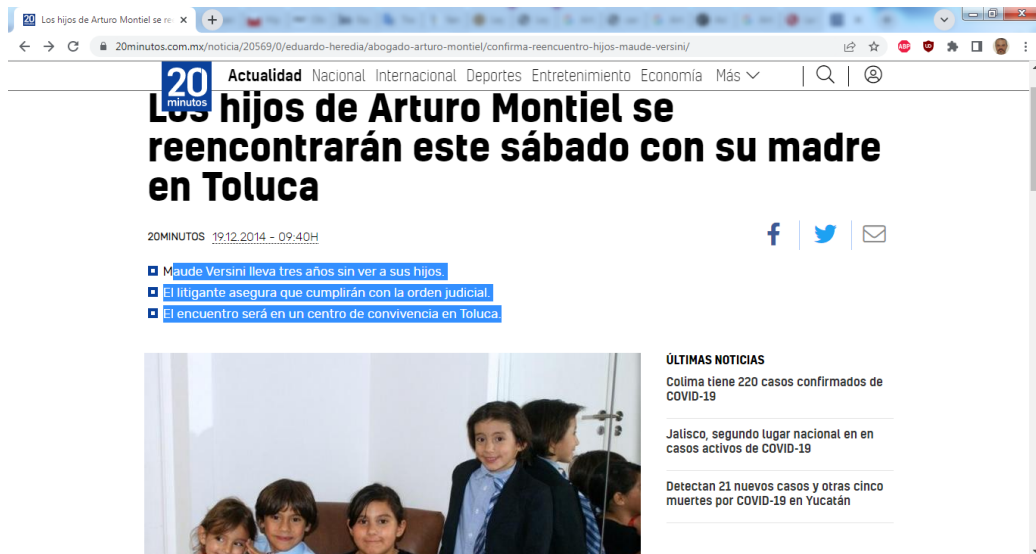 Los hijos de Arturo Montiel se re
20minutos.com.mx/noticia/20569/0/eduardo-heredia/abogado-arturo-montiel/confirma-reencuentro-hijos-maude-versini/
ABP
20
minutos
Actualidad Nacional Internacional Deportes Entretenimiento Economía Más
Los hijos de Arturo Montiel se
reencontrarán este sábado con su madre
en Toluca
20MINUTOS 19.12.2014 - 09:40H
Maude Versini lleva tres años sin ver a sus hijos.
El litigante asegura que cumplirán con la orden judicial.
El encuentro será en un centro de convivencia en Toluca.
ÚLTIMAS NOTICIAS
Colima tiene 220 casos confirmados de
COVID-19
Jalisco, segundo lugar nacional en en
casos activos de COVID-19
Detectan 21 nuevos casos y otras cinco
muertes por COVID-19 en Yucatán